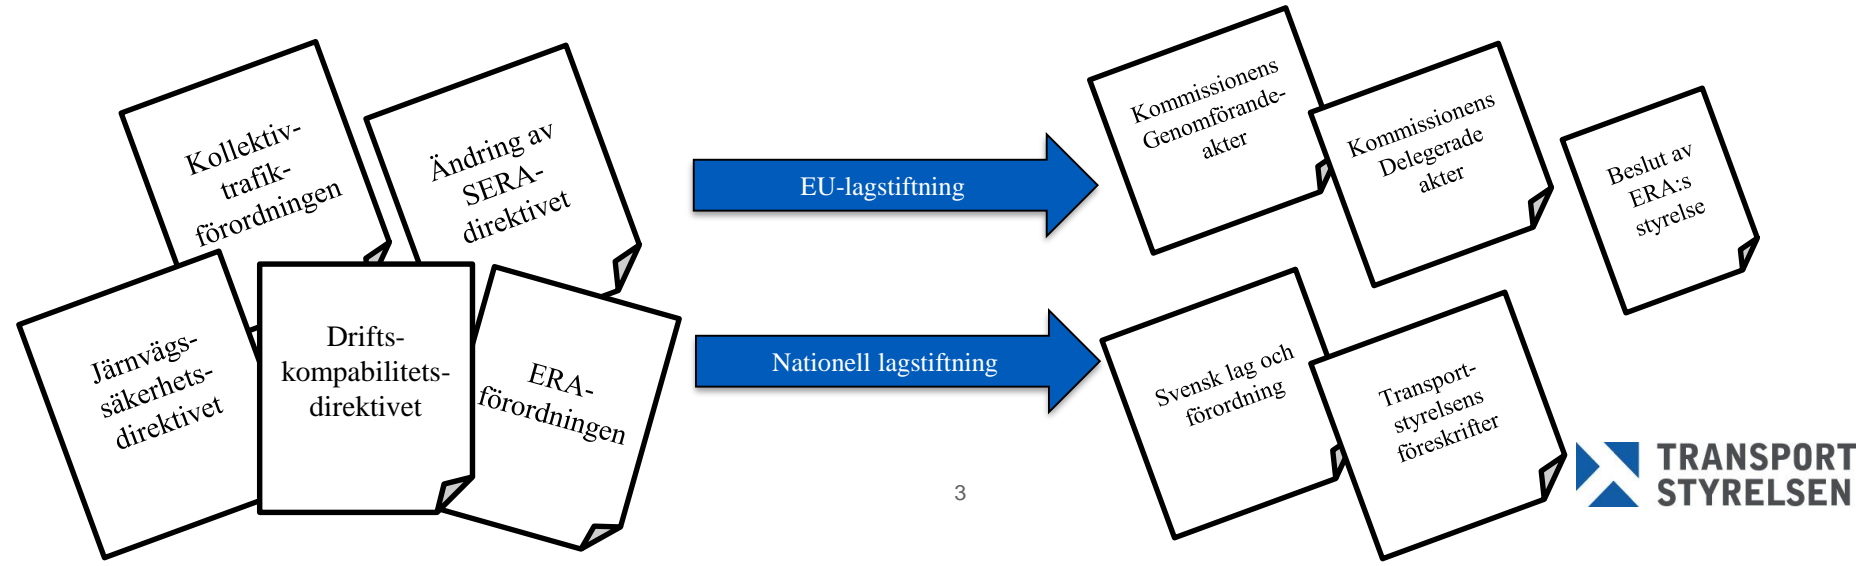 Kollektiv-
trafik-
förordningen
Ändring av
SERA-
direktivet
Järnvägs-
säkerhets-
direktivet
Drifts-
kompabilitets-
direktivet
ERA-
förordningen
EU-lagstiftning
Nationell lagstiftning
Kommissionens
Genomförande-
akter
Kommissionens
Delegerade
akter
Beslut av
ERA:s
styrelse
Svensk lag och
förordning
Transport-
styrelsens
föreskrifter
3
TRANSPORT
STYRELSEN